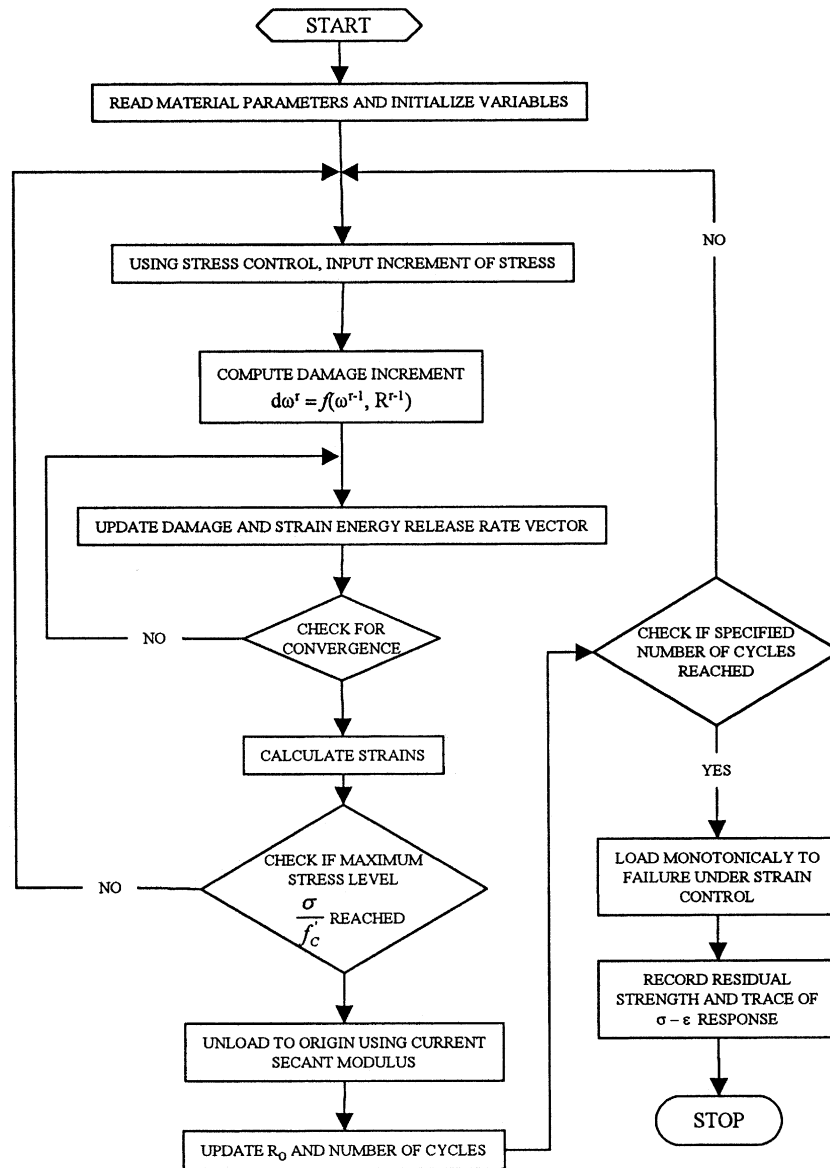 START
READ MATERIAL PARAMETERS AND INITIALIZE VARIABLES
NO
USING STRESS CONTROL, INPUT INCREMENT OF STRESS
COMPUTE DAMAGE INCREMENT
dωʳ = f(ωʳ⁻¹, Rʳ⁻¹)
UPDATE DAMAGE AND STRAIN ENERGY RELEASE RATE VECTOR
NO
CHECK FOR
CONVERGENCE
CALCULATE STRAINS
NO
CHECK IF MAXIMUM
STRESS LEVEL
σ/f'c REACHED
UNLOAD TO ORIGIN USING CURRENT
SECANT MODULUS
UPDATE R₀ AND NUMBER OF CYCLES
CHECK IF SPECIFIED
NUMBER OF CYCLES
REACHED
YES
LOAD MONOTONICALY TO
FAILURE UNDER STRAIN
CONTROL
RECORD RESIDUAL
STRENGTH AND TRACE OF
σ – ε RESPONSE
STOP